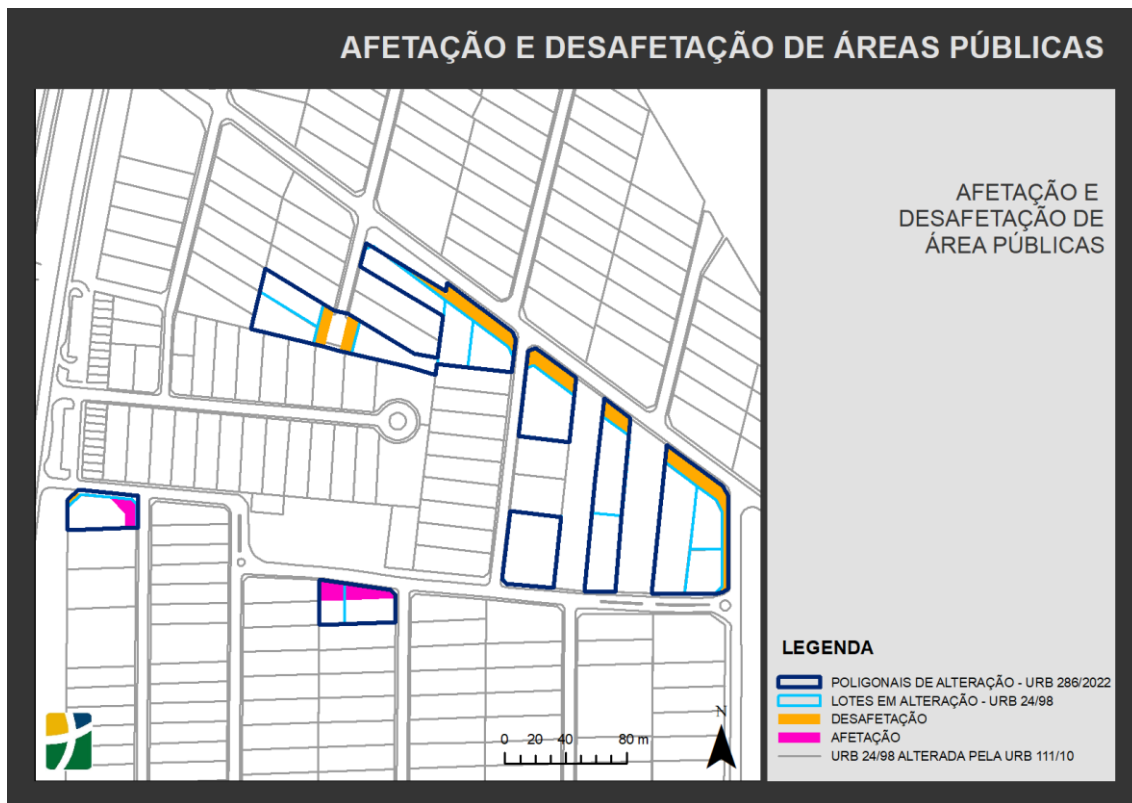 AFETAÇÃO E DESAFETAÇÃO DE ÁREAS PÚBLICAS
AFETAÇÃO E
DESAFETAÇÃO DE
ÁREA PÚBLICAS
LEGENDA
POLIGONAIS DE ALTERAÇÃO - URB 286/2022
LOTES EM ALTERAÇÃO - URB 24/98
DESAFETAÇÃO
AFETAÇÃO
URB 24/98 ALTERADA PELA URB 111/10
N
0 20 40 80 m